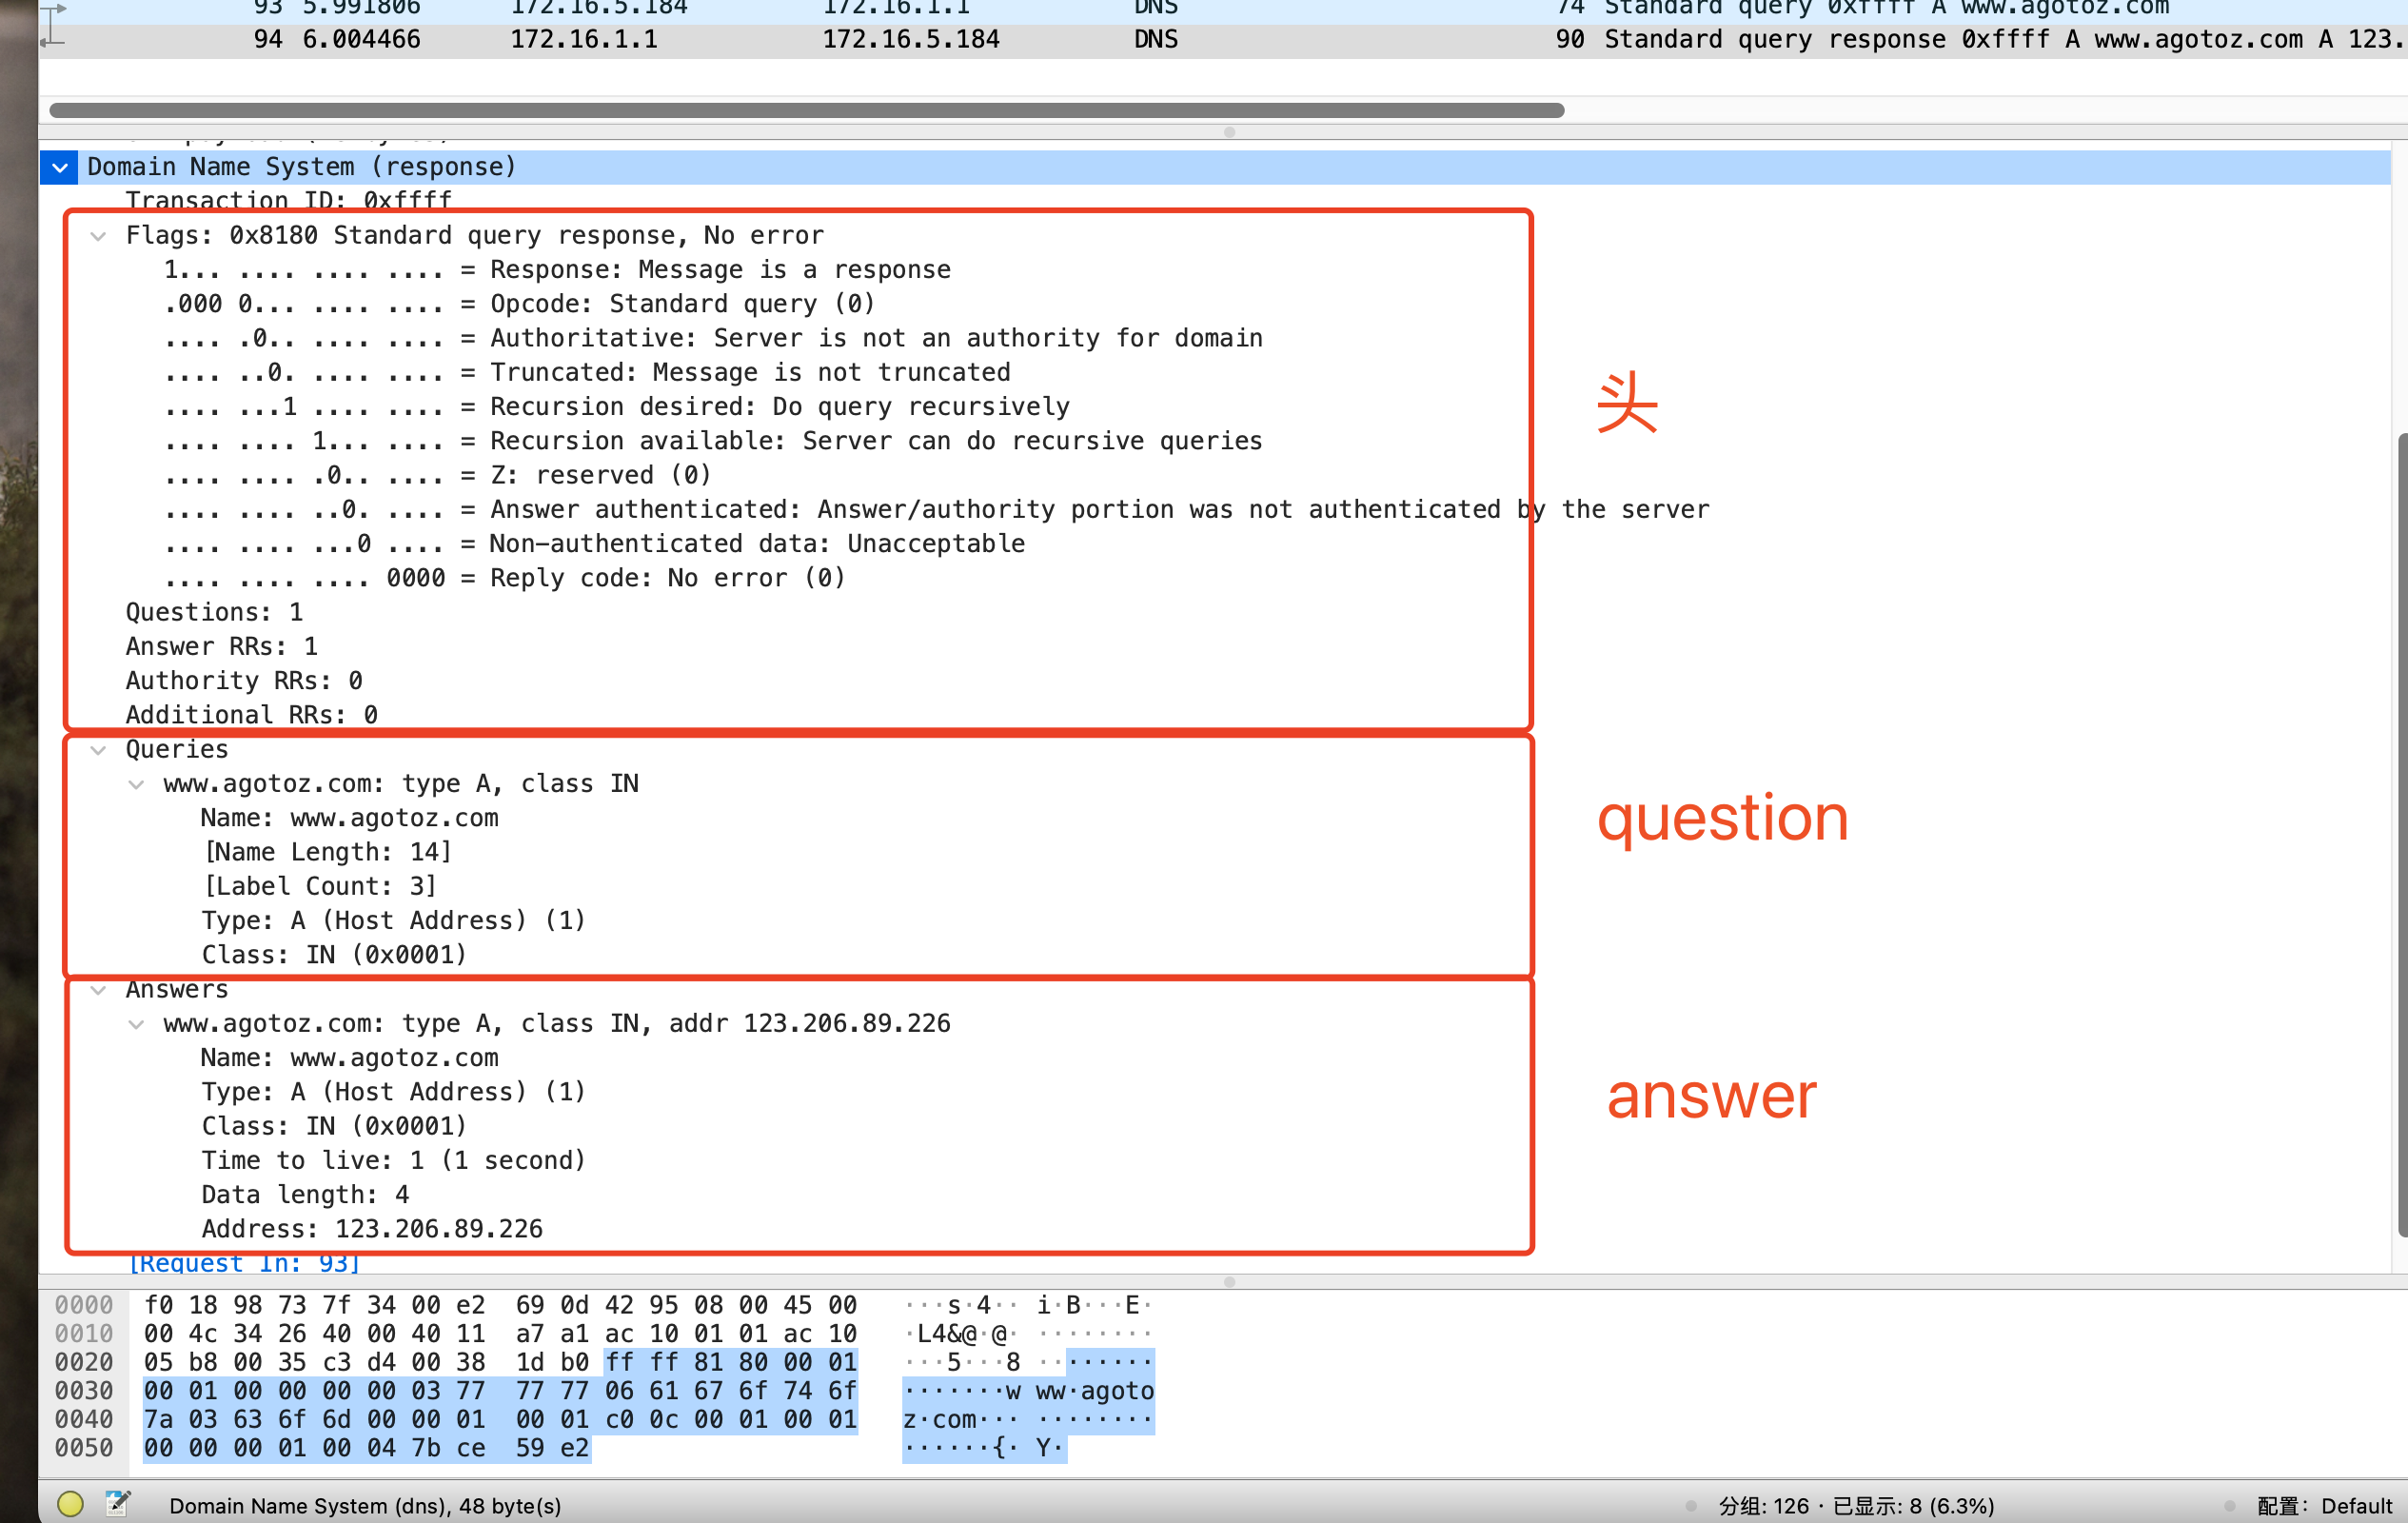 93 5.991806 172.16.5.184 172.16.1.1 DNS 74 Standard query 0xffff A www.agotoz.com
94 6.004466 172.16.1.1 172.16.5.184 DNS 90 Standard query response 0xffff A www.agotoz.com A 123.
Domain Name System (response)
Transaction ID: 0xffff
Flags: 0x8180 Standard query response, No error
1... .... .... .... = Response: Message is a response
.000 0... .... .... = Opcode: Standard query (0)
.... .0.. .... .... = Authoritative: Server is not an authority for domain
.... ..0. .... .... = Truncated: Message is not truncated
.... ...1 .... .... = Recursion desired: Do query recursively
.... .... 1... .... = Recursion available: Server can do recursive queries
.... .... .0.. .... = Z: reserved (0)
.... .... ..0. .... = Answer authenticated: Answer/authority portion was not authenticated by the server
.... .... ...0 .... = Non-authenticated data: Unacceptable
.... .... .... 0000 = Reply code: No error (0)
Questions: 1
Answer RRs: 1
Authority RRs: 0
Additional RRs: 0
头
Queries
www.agotoz.com: type A, class IN
Name: www.agotoz.com
[Name Length: 14]
[Label Count: 3]
Type: A (Host Address) (1)
Class: IN (0x0001)
question
Answers
www.agotoz.com: type A, class IN, addr 123.206.89.226
Name: www.agotoz.com
Type: A (Host Address) (1)
Class: IN (0x0001)
Time to live: 1 (1 second)
Data length: 4
Address: 123.206.89.226
answer
[Request In: 93]
0000 f0 18 98 73 7f 34 00 e2 69 0d 42 95 08 00 45 00 ···s·4·· i·B···E·
0010 00 4c 34 26 40 00 40 11 a7 a1 ac 10 01 01 ac 10 ·L4&@·@· ········
0020 05 b8 00 35 c3 d4 00 38 1d b0 ff ff 81 80 00 01 ···5···8 ········
0030 00 01 00 00 00 00 03 77 77 77 06 61 67 6f 74 6f ·······w ww·agoto
0040 7a 03 63 6f 6d 00 00 01 00 01 c0 0c 00 01 00 01 z·com··· ········
0050 00 00 00 01 00 04 7b ce 59 e2 ······{· Y·
Domain Name System (dns), 48 byte(s) 分组: 126 · 已显示: 8 (6.3%) 配置: Default